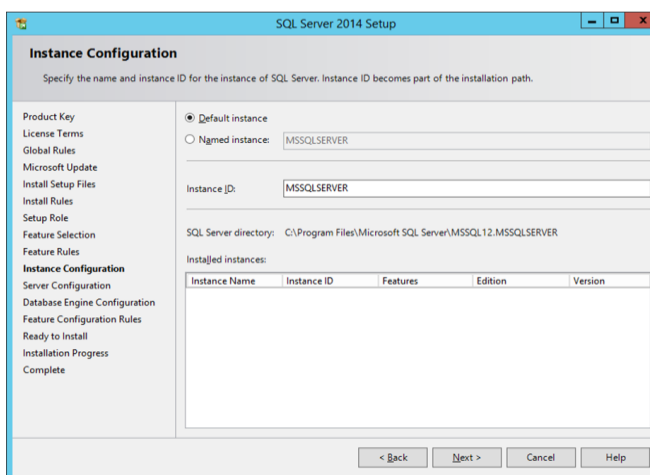 SQL Server 2014 Setup
Instance Configuration
Specify the name and instance ID for the instance of SQL Server. Instance ID becomes part of the installation path.
Product Key
License Terms
Global Rules
Microsoft Update
Install Setup Files
Install Rules
Setup Role
Feature Selection
Feature Rules
Instance Configuration
Server Configuration
Database Engine Configuration
Feature Configuration Rules
Ready to Install
Installation Progress
Complete
Default instance
Named instance: MSSQLSERVER
Instance ID: MSSQLSERVER
SQL Server directory: C:\Program Files\Microsoft SQL Server\MSSQL12.MSSQLSERVER
Installed instances:
Instance Name Instance ID Features Edition Version
< Back Next > Cancel Help